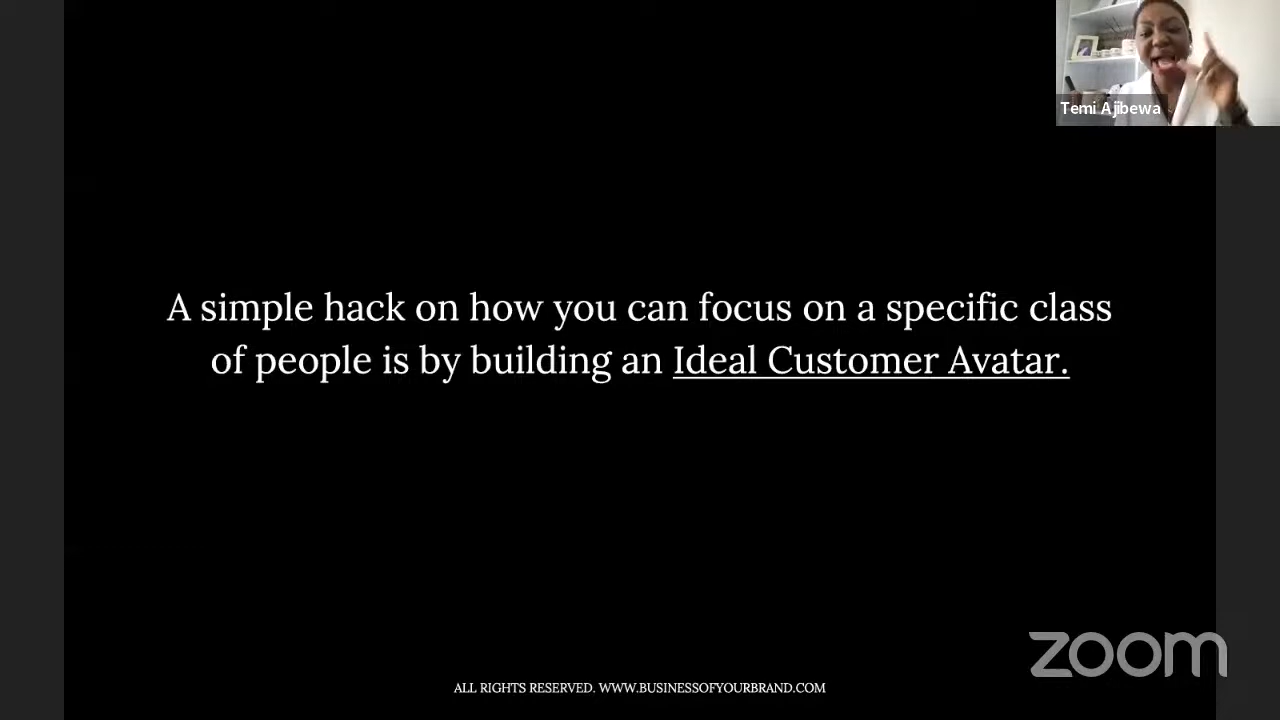 Temi Ajibewa
A simple hack on how you can focus on a specific class
of people is by building an Ideal Customer Avatar.
zoom
ALL RIGHTS RESERVED. WWW.BUSINESSOFYOURBRAND.COM